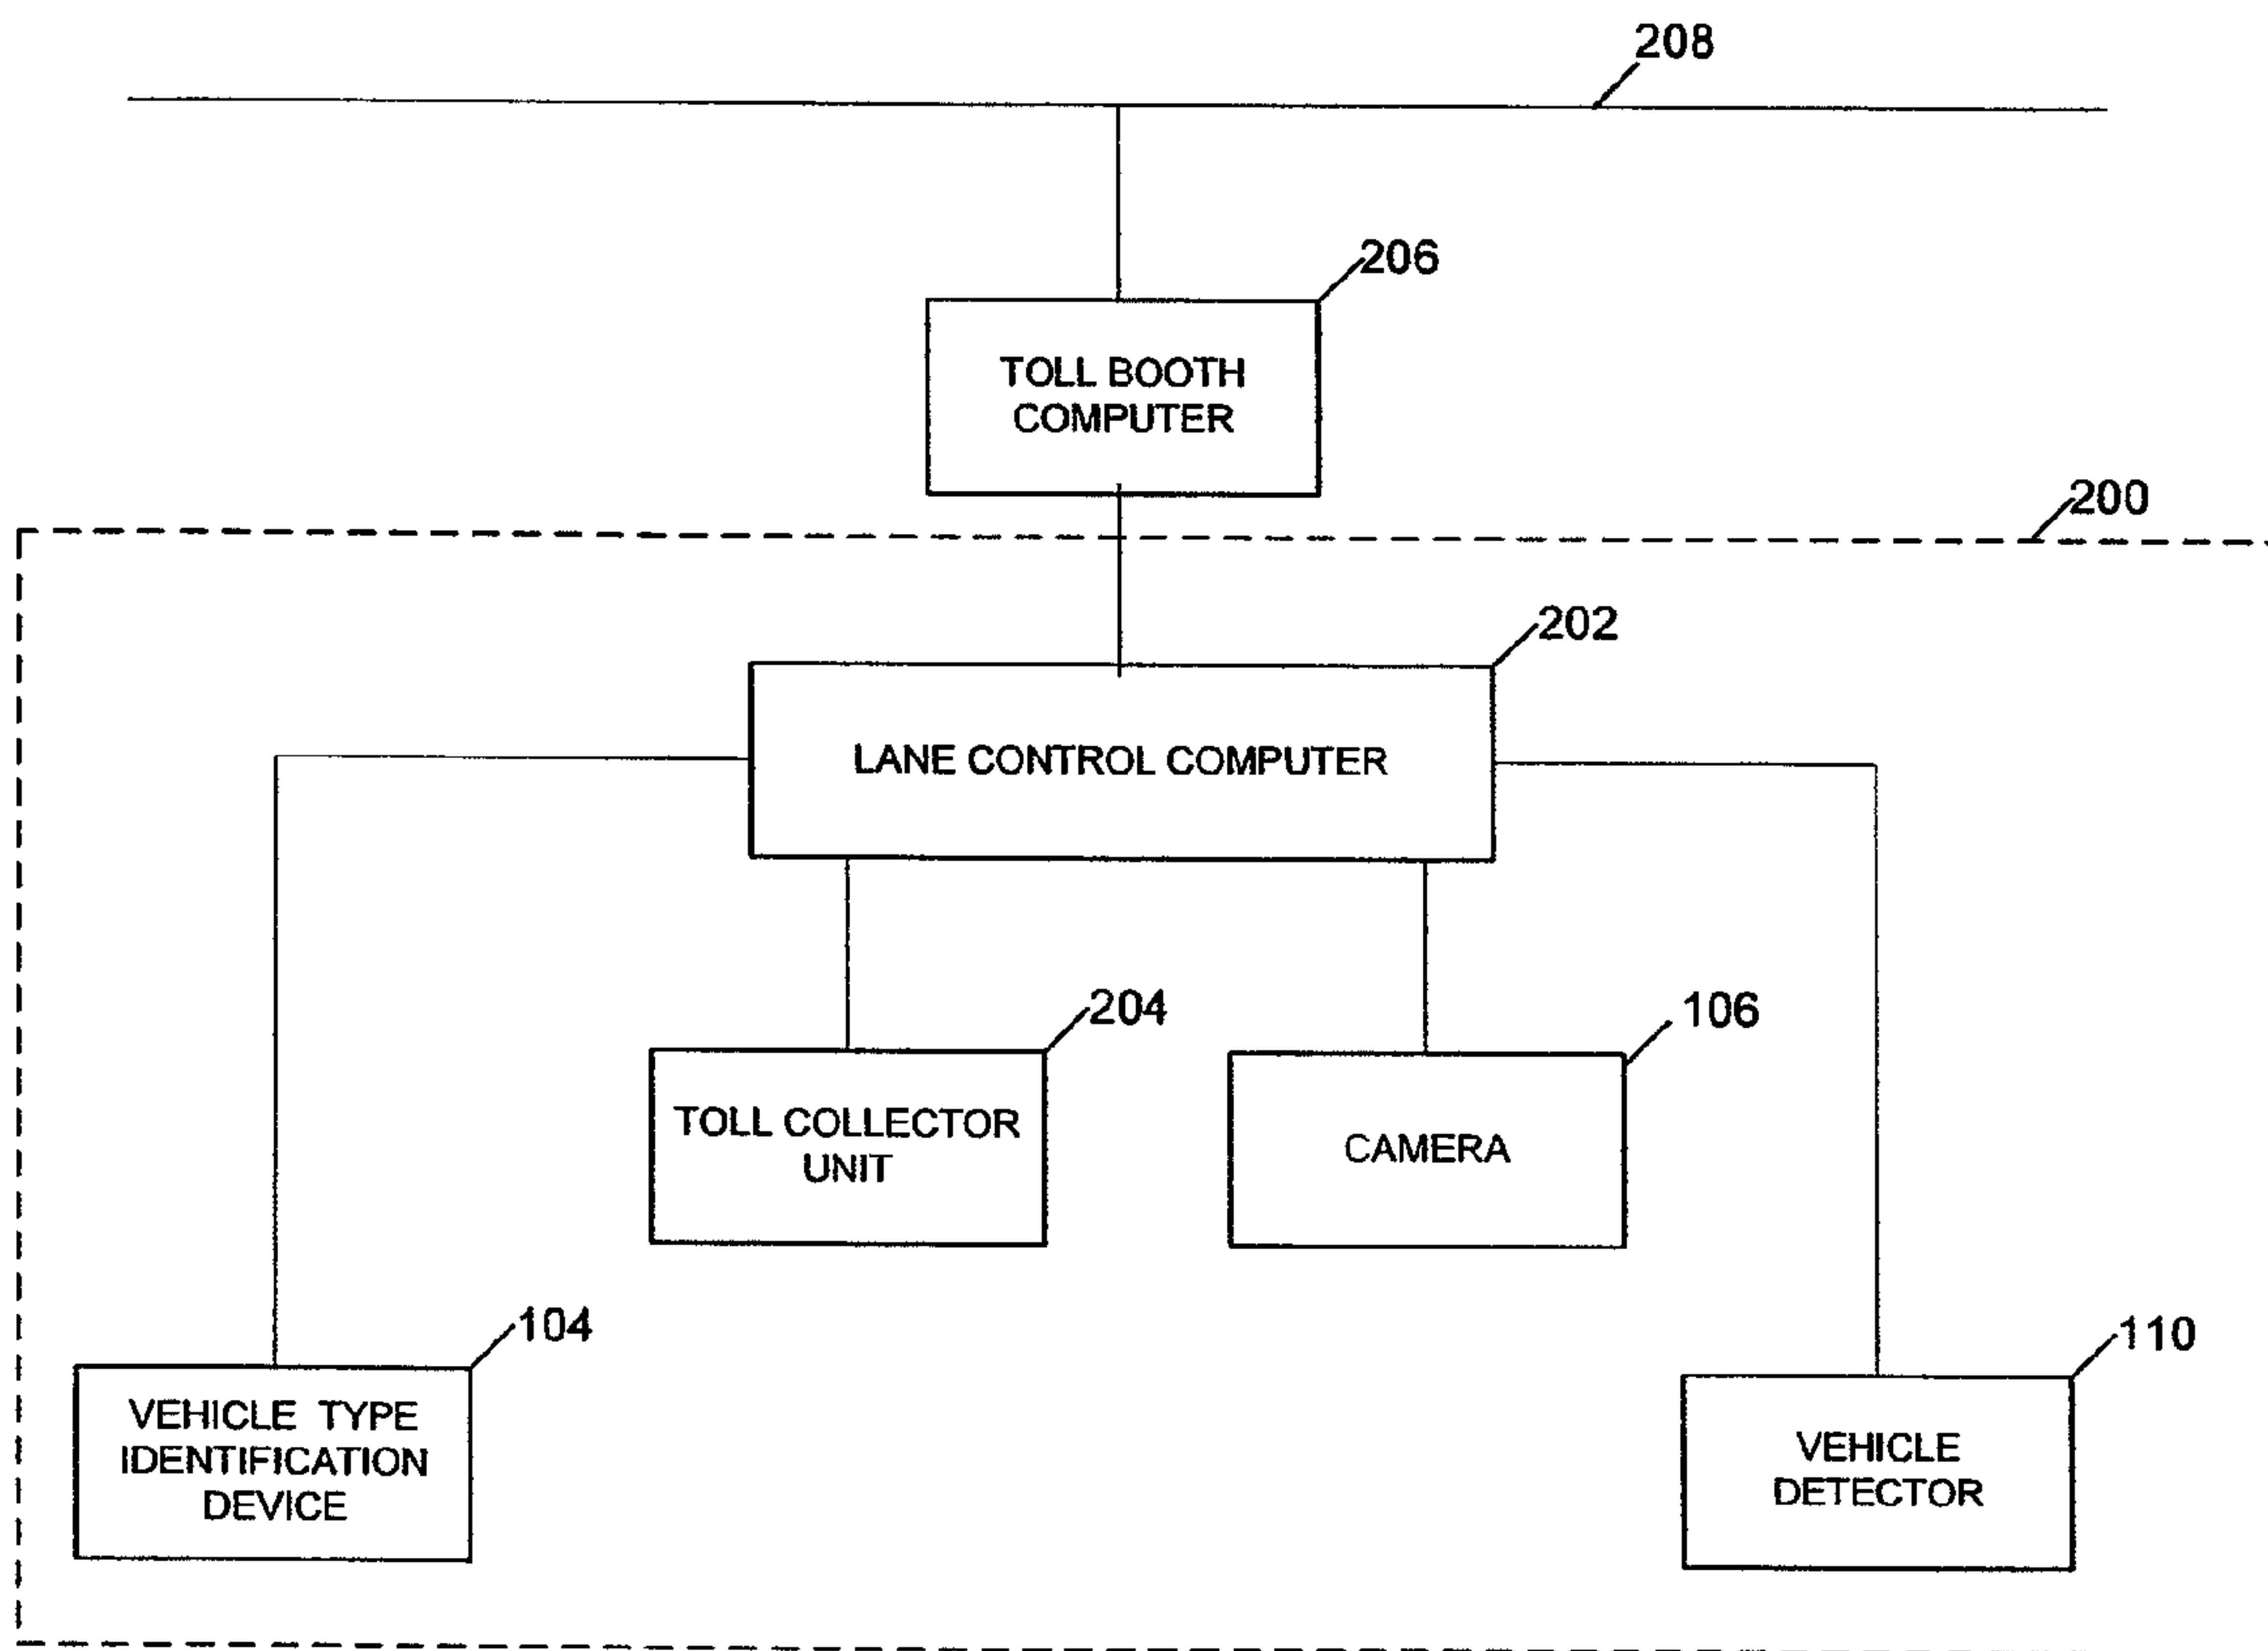 208
206
TOLL BOOTH
COMPUTER
200
202
LANE CONTROL COMPUTER
204
106
TOLL COLLECTOR
UNIT
CAMERA
104
110
VEHICLE TYPE
IDENTIFICATION
DEVICE
VEHICLE
DETECTOR